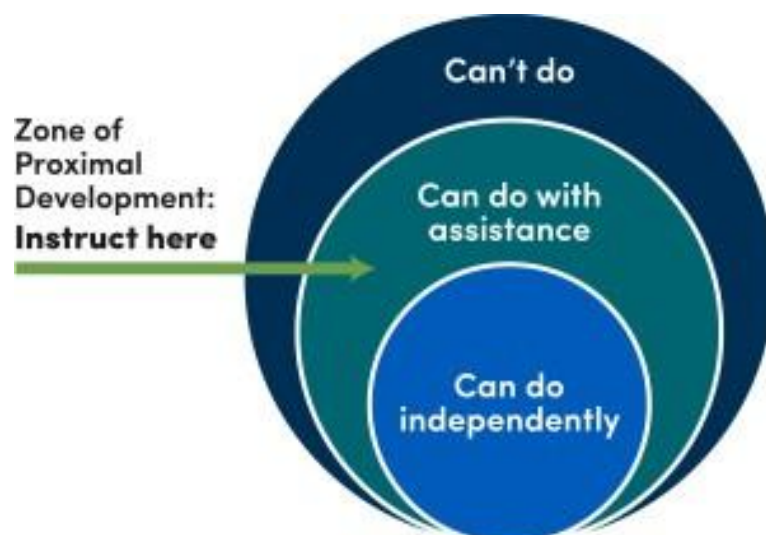 Can't do
Zone of
Proximal
Development:
Instruct here
Can do with
assistance
Can do
independently